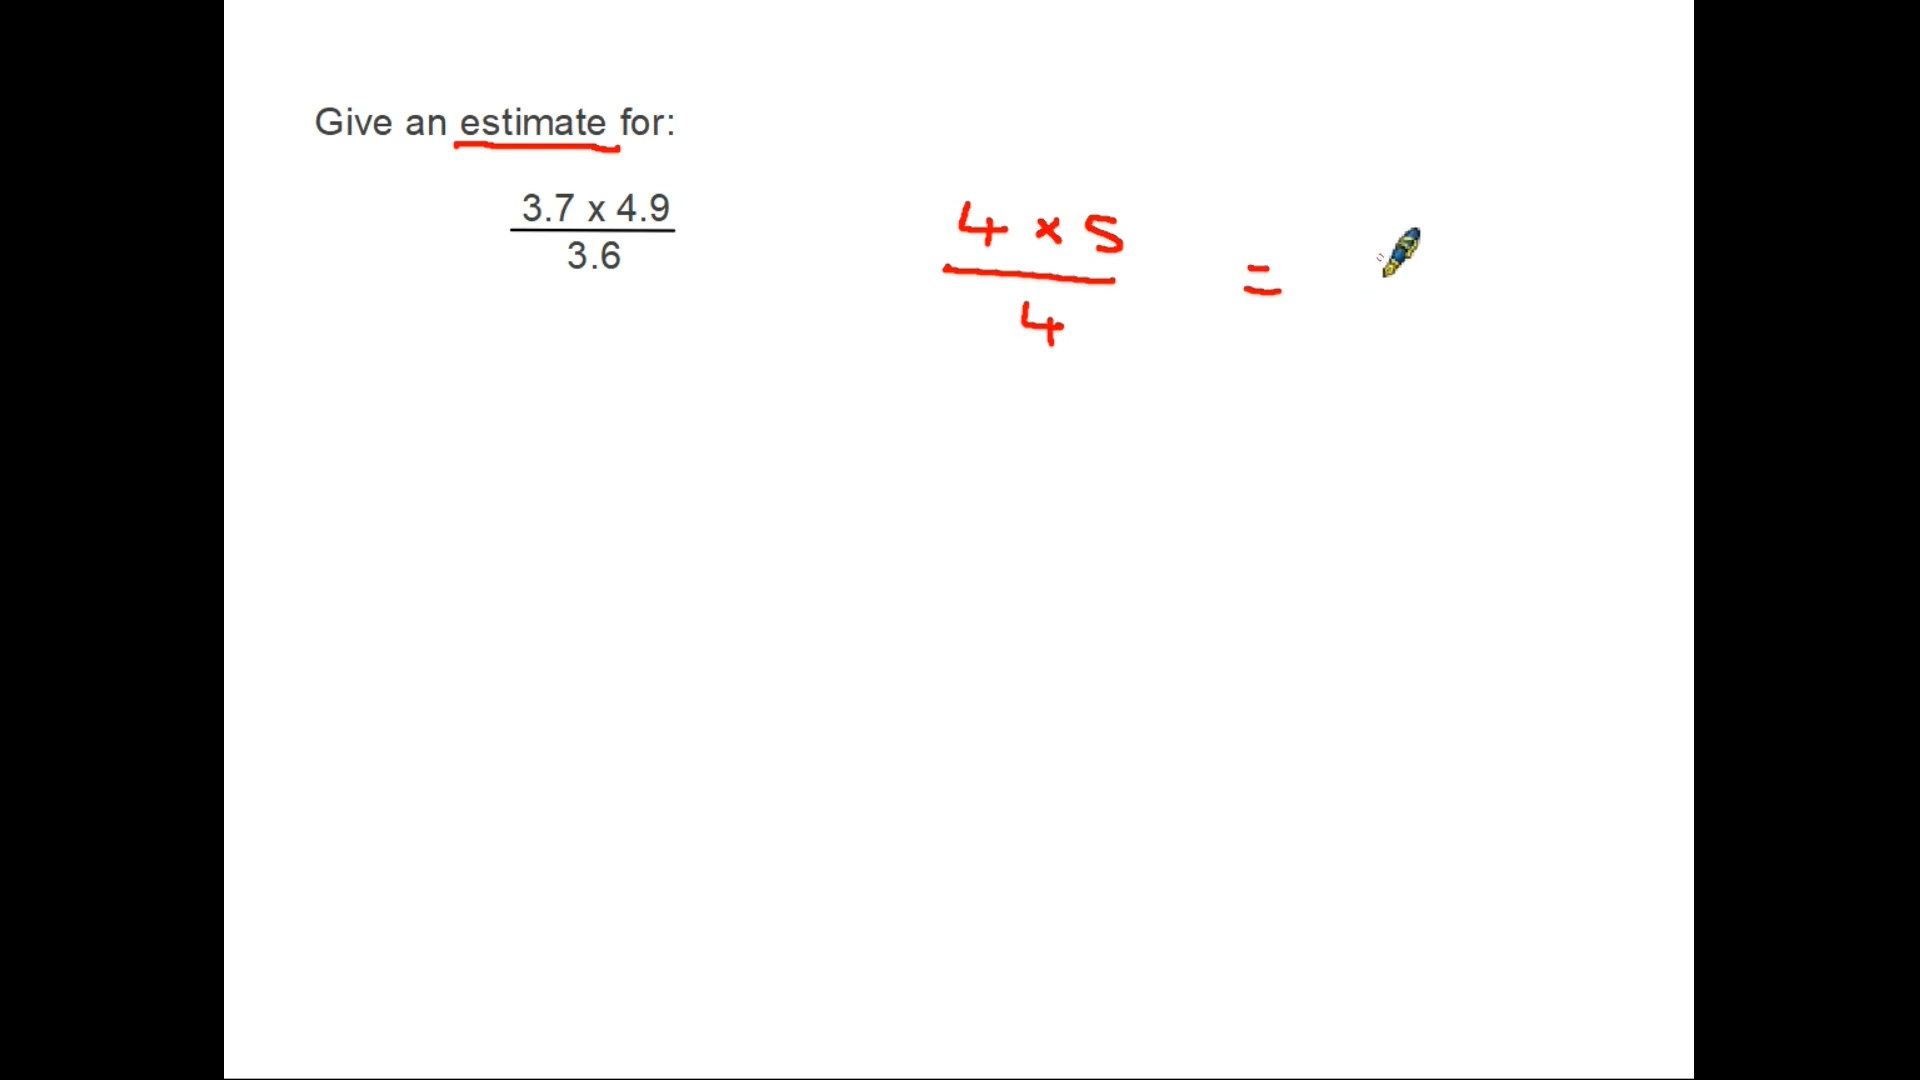 Give an estimate for:
3.7 x 4.9
3.6
4 x 5
4
=